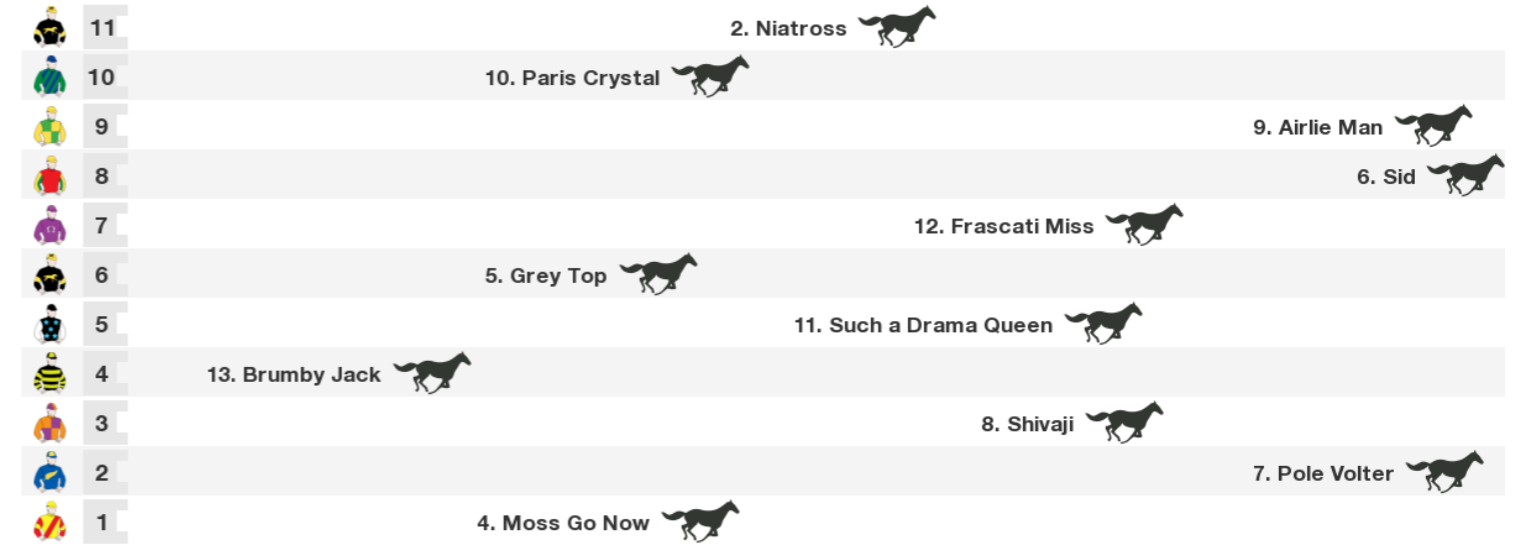 11 2. Niatross
10 10. Paris Crystal
9 9. Airlie Man
8 6. Sid
7 12. Frascati Miss
6 5. Grey Top
5 11. Such a Drama Queen
4 13. Brumby Jack
3 8. Shivaji
2 7. Pole Volter
1 4. Moss Go Now